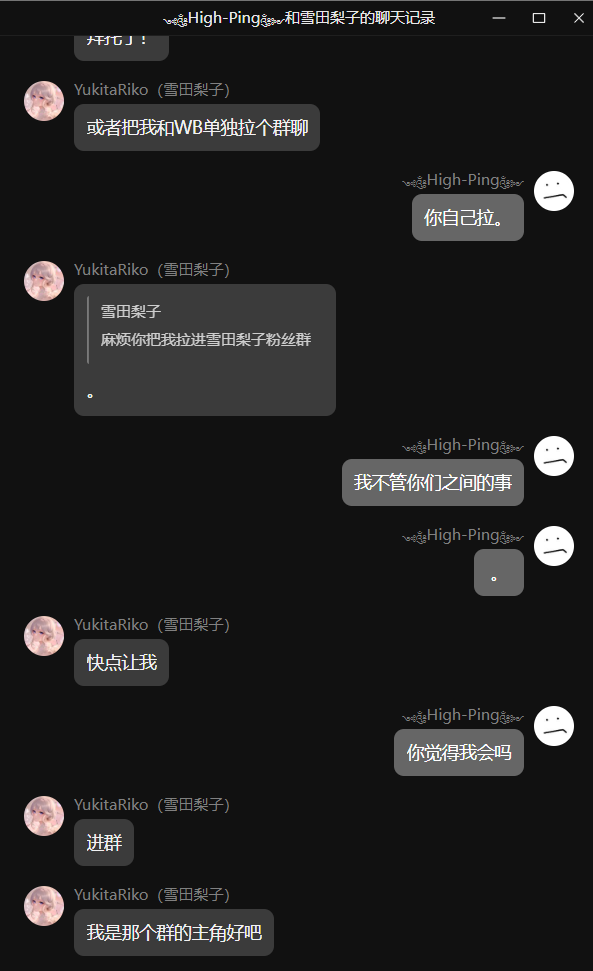 High-Ping和雪田梨子的聊天记录
拜托了！
YukitaRiko（雪田梨子）
或者把我和WB单独拉个群聊
High-Ping
你自己拉。
YukitaRiko（雪田梨子）
雪田梨子
麻烦你把我拉进雪田梨子粉丝群
。
High-Ping
我不管你们之间的事
High-Ping
。
YukitaRiko（雪田梨子）
快点让我
High-Ping
你觉得我会吗
YukitaRiko（雪田梨子）
进群
YukitaRiko（雪田梨子）
我是那个群的主角好吧